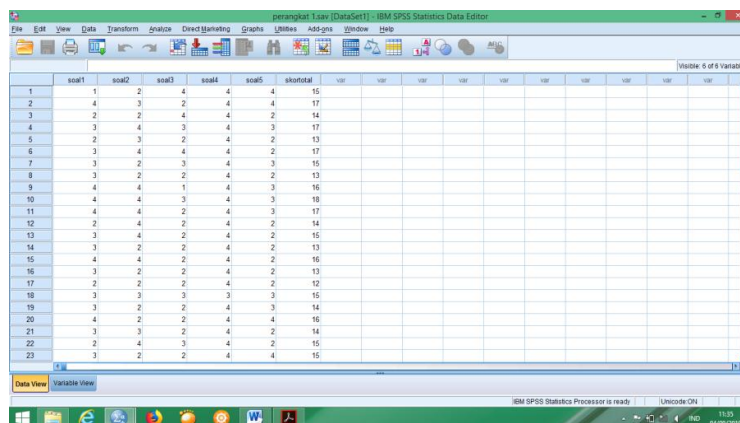 perangkat 1.sav [DataSet1] - IBM SPSS Statistics Data Editor
File Edit View Data Transform Analyze Direct Marketing Graphs Utilities Add-ons Window Help
Visible: 6 of 6 Variabl
soal1 soal2 soal3 soal4 soal5 skortotal var var var var var var var var
1 1 2 4 4 4 15
2 4 3 2 4 4 17
3 2 2 4 4 2 14
4 3 4 3 4 3 17
5 2 3 2 4 2 13
6 3 4 4 4 2 17
7 3 2 3 4 3 15
8 3 2 2 4 2 13
9 4 4 1 4 3 16
10 4 4 3 4 3 18
11 4 4 2 4 3 17
12 2 4 2 4 2 14
13 3 4 2 4 2 15
14 3 2 2 4 2 13
15 4 4 2 4 2 16
16 3 2 2 4 2 13
17 2 2 2 4 2 12
18 3 3 3 3 3 15
19 3 2 2 4 3 14
20 4 2 2 4 4 16
21 3 3 2 4 2 14
22 2 4 3 4 2 15
23 3 2 2 4 4 15
Data View Variable View
IBM SPSS Statistics Processor is ready Unicode:ON
IND 11:35